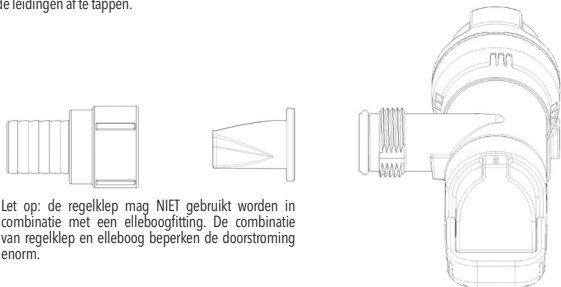 de leidingen af te tappen.
Let op: de regelklep mag NIET gebruikt worden in
combinatie met een elleboogfitting. De combinatie
van regelklep en elleboog beperken de doorstroming
enorm.